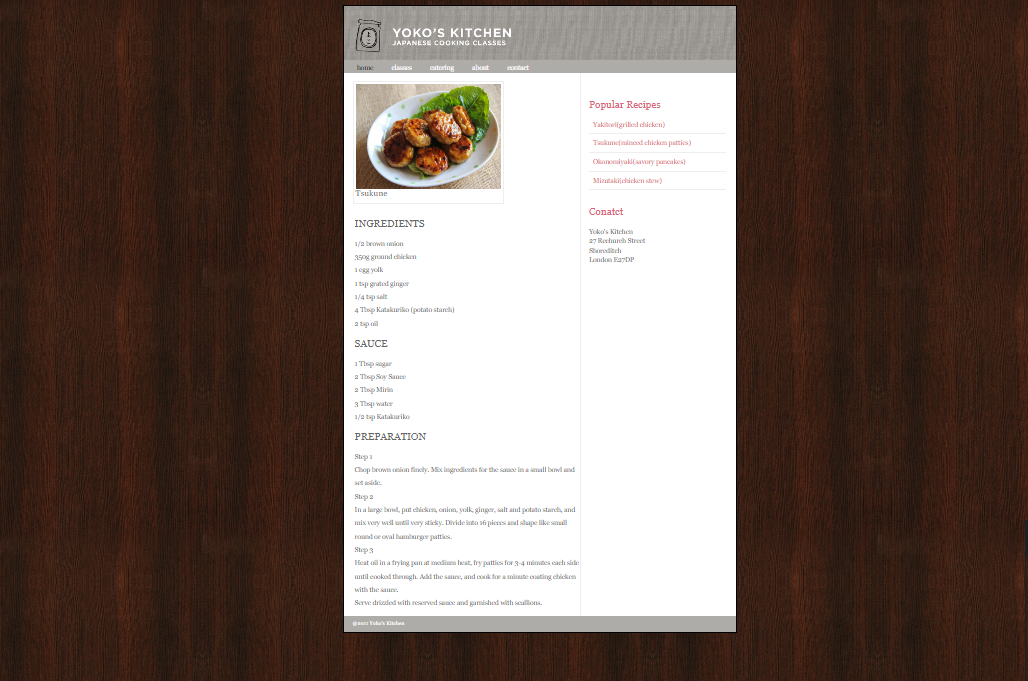 YOKO'S KITCHEN
JAPANESE COOKING CLASSES
home classes catering about contact
Tsukune
INGREDIENTS
1/2 brown onion
350g ground chicken
1 egg yolk
1 tsp grated ginger
1/4 tsp salt
4 Tbsp Katakuriko (potato starch)
2 tsp oil
SAUCE
1 Tbsp sugar
2 Tbsp Soy Sauce
2 Tbsp Mirin
3 Tbsp water
1/2 tsp Katakuriko
PREPARATION
Step 1
Chop brown onion finely. Mix ingredients for the sauce in a small bowl and
set aside.
Step 2
In a large bowl, put chicken, onion, yolk, ginger, salt and potato starch, and
mix very well until very sticky. Divide into 16 pieces and shape like small
round or oval hamburger patties.
Step 3
Heat oil in a frying pan at medium heat, fry patties for 3-4 minutes each side
until cooked through. Add the sauce, and cook for a minute coating chicken
with the sauce.
Serve drizzled with reserved sauce and garnished with scallions.
Popular Recipes
Yakitori(grilled chicken)
Tsukune(minced chicken patties)
Okonomiyaki(savory pancakes)
Mizutaki(chicken stew)
Conatct
Yoko's Kitchen
27 Rechurch Street
Shoreditch
London E27DP
@2011 Yoko's Kitchen